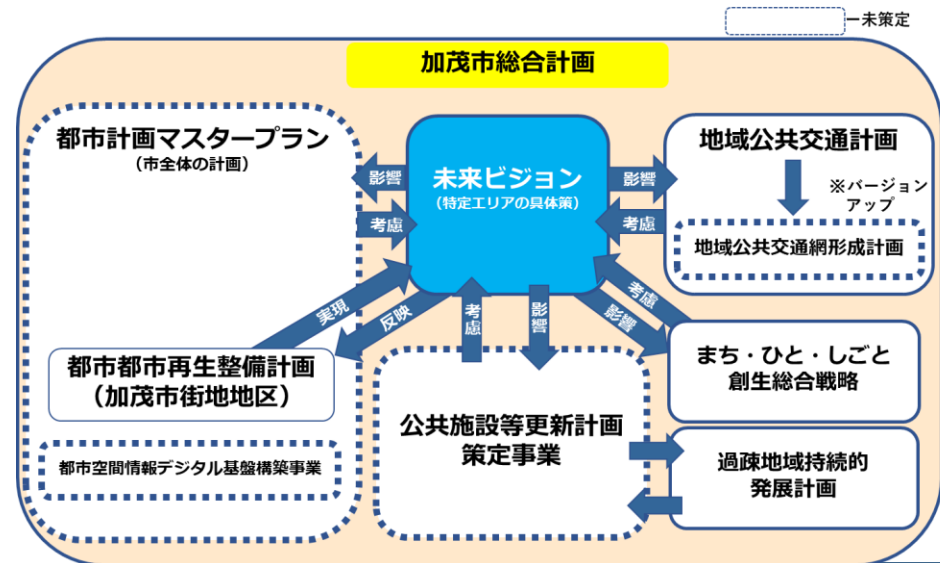 ー未策定
加茂市総合計画
都市計画マスタープラン
（市全体の計画）
影響
考慮
未来ビジョン
（特定エリアの具体策）
影響
考慮
地域公共交通計画
※バージョン
アップ
地域公共交通網形成計画
実現
反映
考慮
影響
考慮
影響
都市都市再生整備計画
（加茂市街地地区）
都市空間情報デジタル基盤構築事業
公共施設等更新計画
策定事業
まち・ひと・しごと
創生総合戦略
過疎地域持続的
発展計画